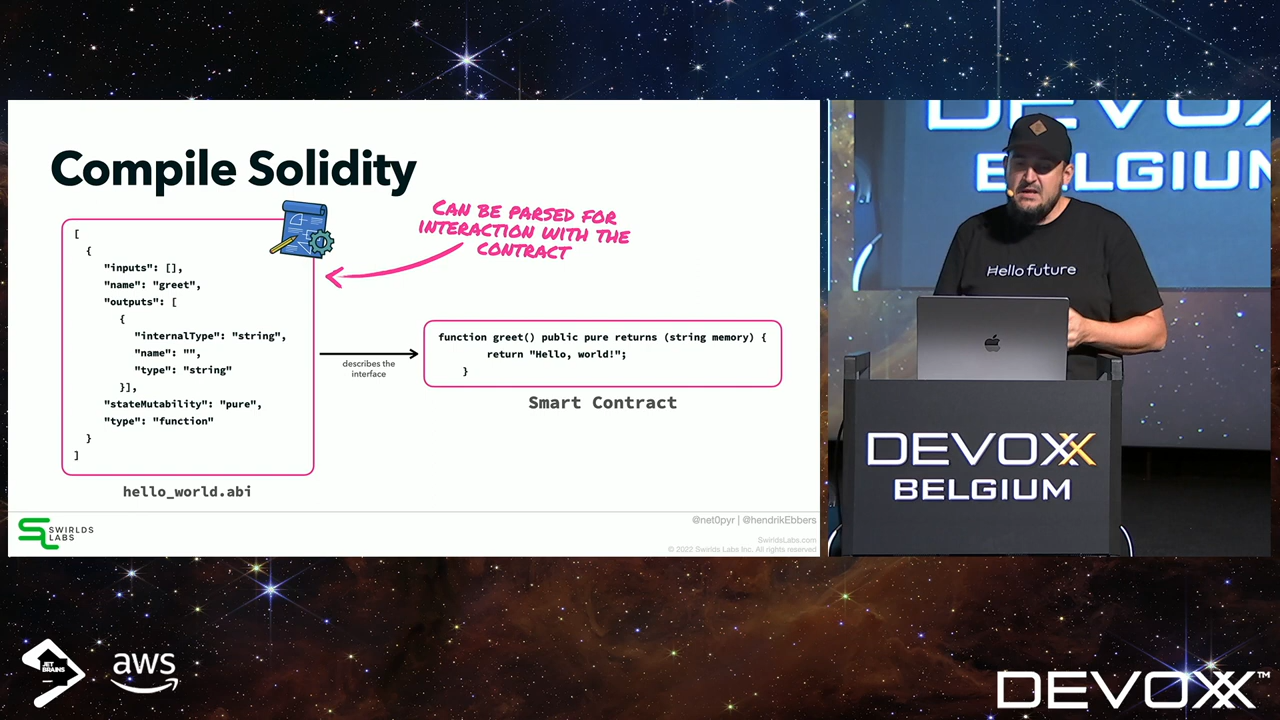 Compile Solidity
CAN BE PARSED FOR
INTERACTION WITH THE
CONTRACT
[
{
"inputs": [],
"name": "greet",
"outputs": [
{
"internalType": "string",
"name": "",
"type": "string"
}],
"stateMutability": "pure",
"type": "function"
}
]
hello_world.abi
describes the
interface
function greet() public pure returns (string memory) {
return "Hello, world!";
}
Smart Contract
SWIRLDS
LABS
@net0pyr | @hendrikEbbers
SwirldsLabs.com
© 2022 Swirlds Labs Inc. All rights reserved
DEVOX
BELGIUM
Hello future
DEVOXX
BELGIUM
JET
BRAINS
aws
DEVOXX™